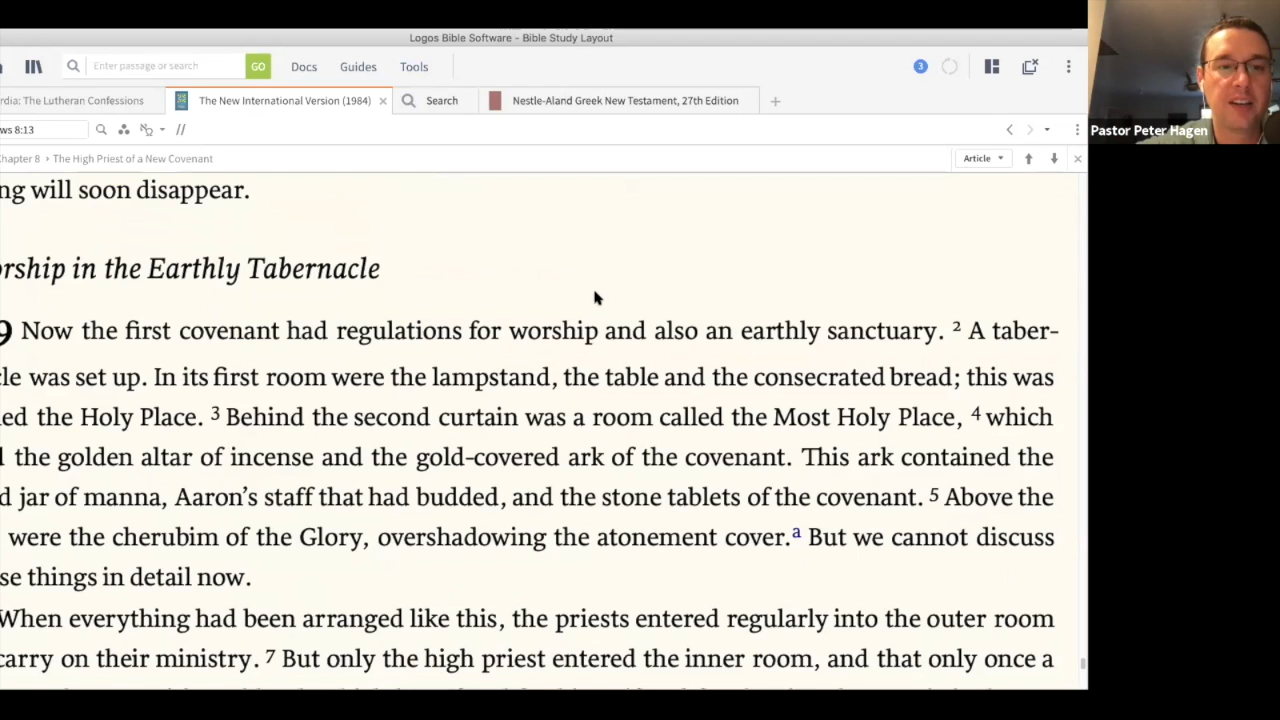 Logos Bible Software - Bible Study Layout
Enter passage or search GO Docs Guides Tools 3
The Lutheran Confessions The New International Version (1984) Search Nestle-Aland Greek New Testament, 27th Edition
8:13 //
Pastor Peter Hagen
Chapter 8 › The High Priest of a New Covenant Article
will soon disappear.
in the Earthly Tabernacle
9 Now the first covenant had regulations for worship and also an earthly sanctuary. 2 A taber-
was set up. In its first room were the lampstand, the table and the consecrated bread; this was
the Holy Place. 3 Behind the second curtain was a room called the Most Holy Place, 4 which
the golden altar of incense and the gold-covered ark of the covenant. This ark contained the
jar of manna, Aaron’s staff that had budded, and the stone tablets of the covenant. 5 Above the
were the cherubim of the Glory, overshadowing the atonement cover.a But we cannot discuss
things in detail now.
When everything had been arranged like this, the priests entered regularly into the outer room
carry on their ministry. 7 But only the high priest entered the inner room, and that only once a